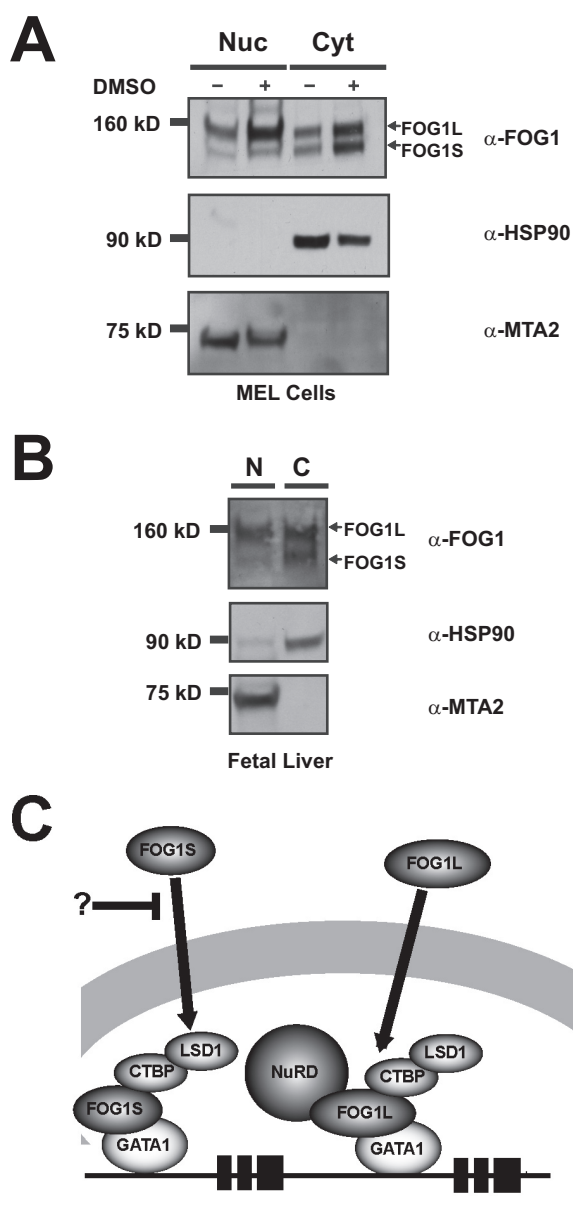 A
Nuc Cyt
DMSO − + − +
160 kD
FOG1L
FOG1S
α-FOG1
90 kD
α-HSP90
75 kD
α-MTA2
MEL Cells
B
N C
160 kD
FOG1L
FOG1S
α-FOG1
90 kD
α-HSP90
75 kD
α-MTA2
Fetal Liver
C
FOG1S
FOG1L
?
LSD1
CTBP
FOG1S
GATA1
NuRD
LSD1
CTBP
FOG1L
GATA1